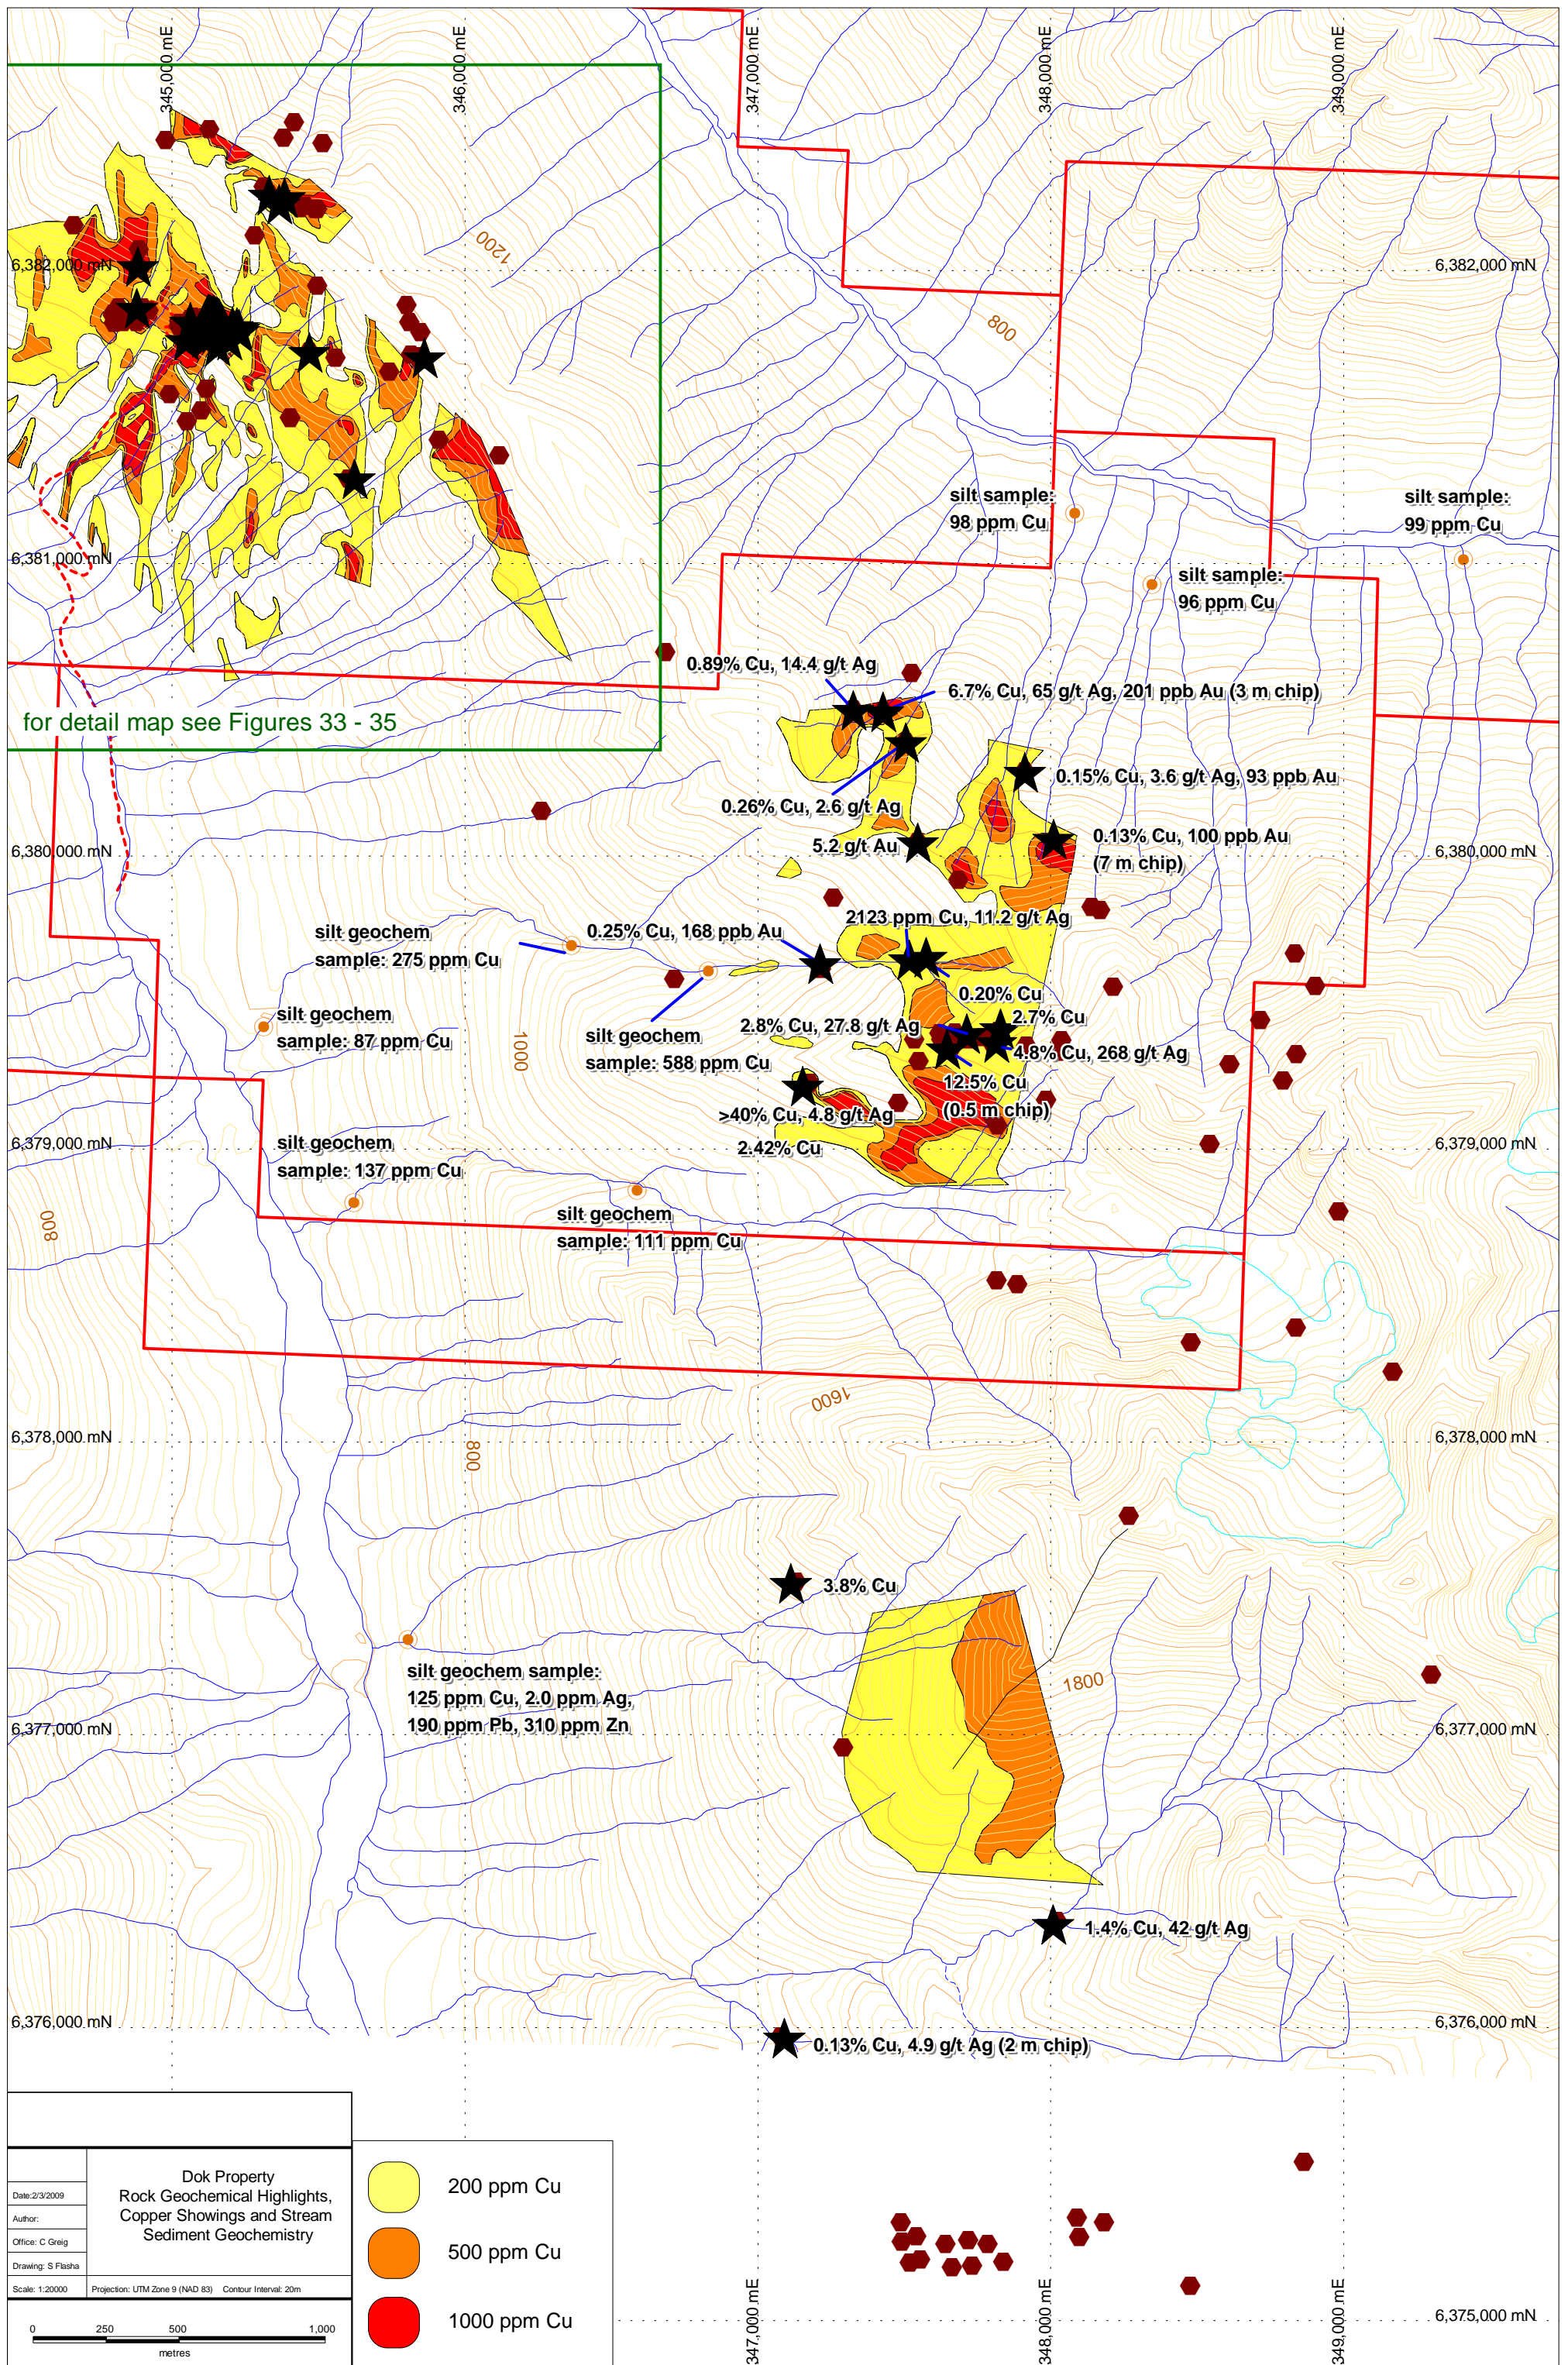 345,000 mE
346,000 mE
347,000 mE
348,000 mE
349,000 mE
1200
6,382,000 mN
6,382,000 mN
800
silt sample:
98 ppm Cu
silt sample:
99 ppm Cu
6,381,000 mN
silt sample:
96 ppm Cu
0.89% Cu, 14.4 g/t Ag
6.7% Cu, 65 g/t Ag, 201 ppb Au (3 m chip)
for detail map see Figures 33 - 35
0.15% Cu, 3.6 g/t Ag, 93 ppb Au
0.26% Cu, 2.6 g/t Ag
5.2 g/t Au
0.13% Cu, 100 ppb Au
(7 m chip)
6,380,000 mN
6,380,000 mN
2123 ppm Cu, 11.2 g/t Ag
0.25% Cu, 168 ppb Au
silt geochem
sample: 275 ppm Cu
0.20% Cu
silt geochem
sample: 87 ppm Cu
1000
silt geochem
sample: 588 ppm Cu
2.8% Cu, 27.8 g/t Ag
2.7% Cu
4.8% Cu, 268 g/t Ag
12.5% Cu
(0.5 m chip)
>40% Cu, 4.8 g/t Ag
2.42% Cu
6,379,000 mN
6,379,000 mN
silt geochem
sample: 137 ppm Cu
800
silt geochem
sample: 111 ppm Cu
1600
6,378,000 mN
6,378,000 mN
800
3.8% Cu
silt geochem sample:
125 ppm Cu, 2.0 ppm Ag,
190 ppm Pb, 310 ppm Zn
1800
6,377,000 mN
6,377,000 mN
1.4% Cu, 42 g/t Ag
6,376,000 mN
6,376,000 mN
0.13% Cu, 4.9 g/t Ag (2 m chip)
Dok Property
Rock Geochemical Highlights,
Copper Showings and Stream
Sediment Geochemistry
Date:2/3/2009
Author:
Office: C Greig
Drawing: S Flasha
Scale: 1:20000
Projection: UTM Zone 9 (NAD 83) Contour Interval: 20m
0 250 500 1,000
metres
200 ppm Cu
500 ppm Cu
1000 ppm Cu
347,000 mE
348,000 mE
349,000 mE
6,375,000 mN